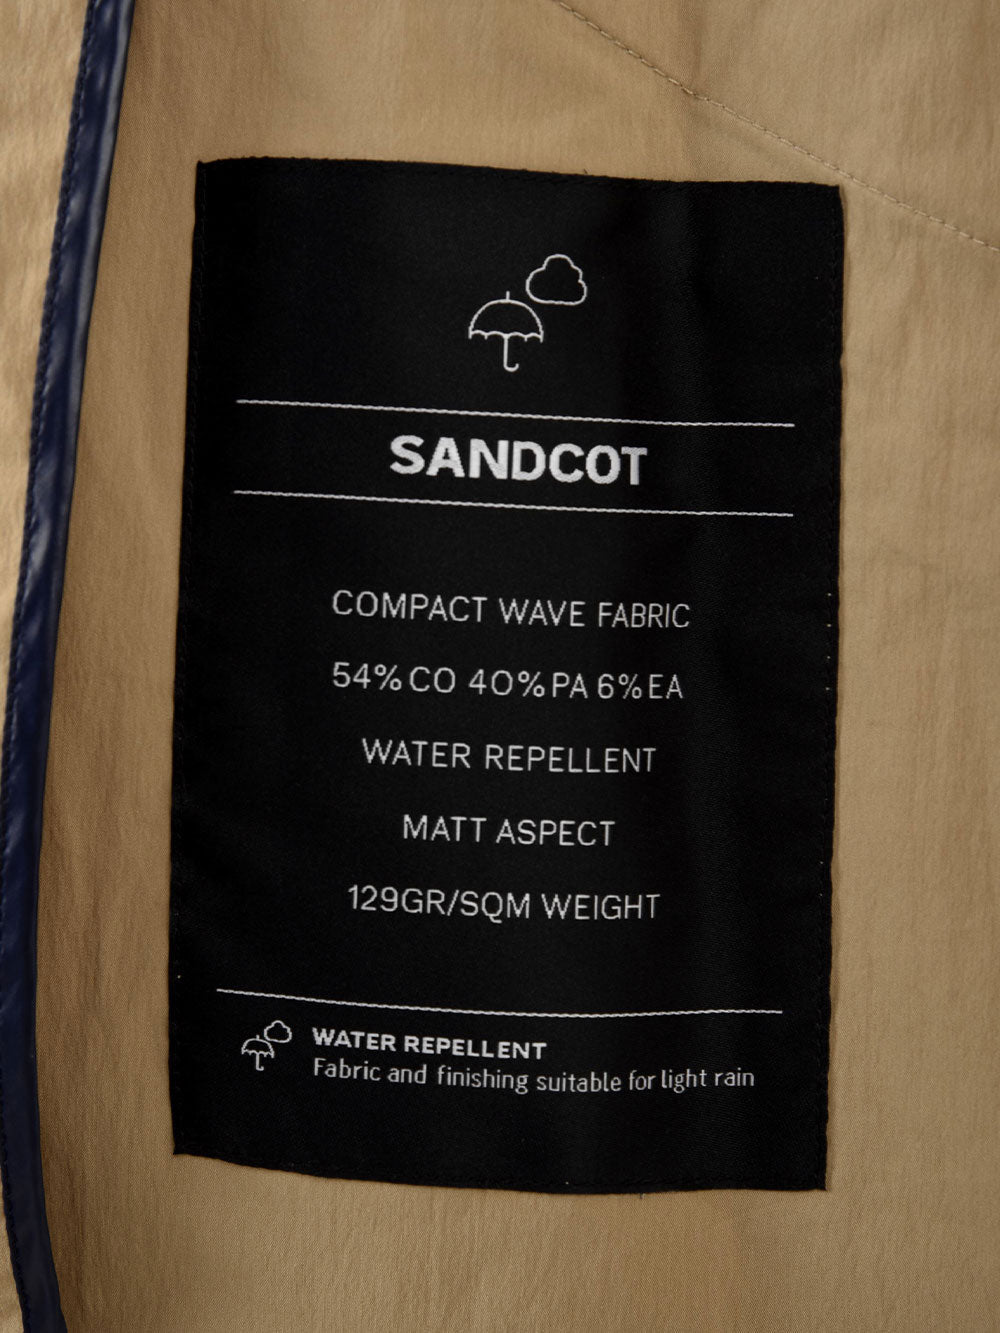 SANDCOT
COMPACT WAVE FABRIC
54% CO 40% PA 6% EA
WATER REPELLENT
MATT ASPECT
129GR/SQM WEIGHT
WATER REPELLENT
Fabric and finishing suitable for light rain